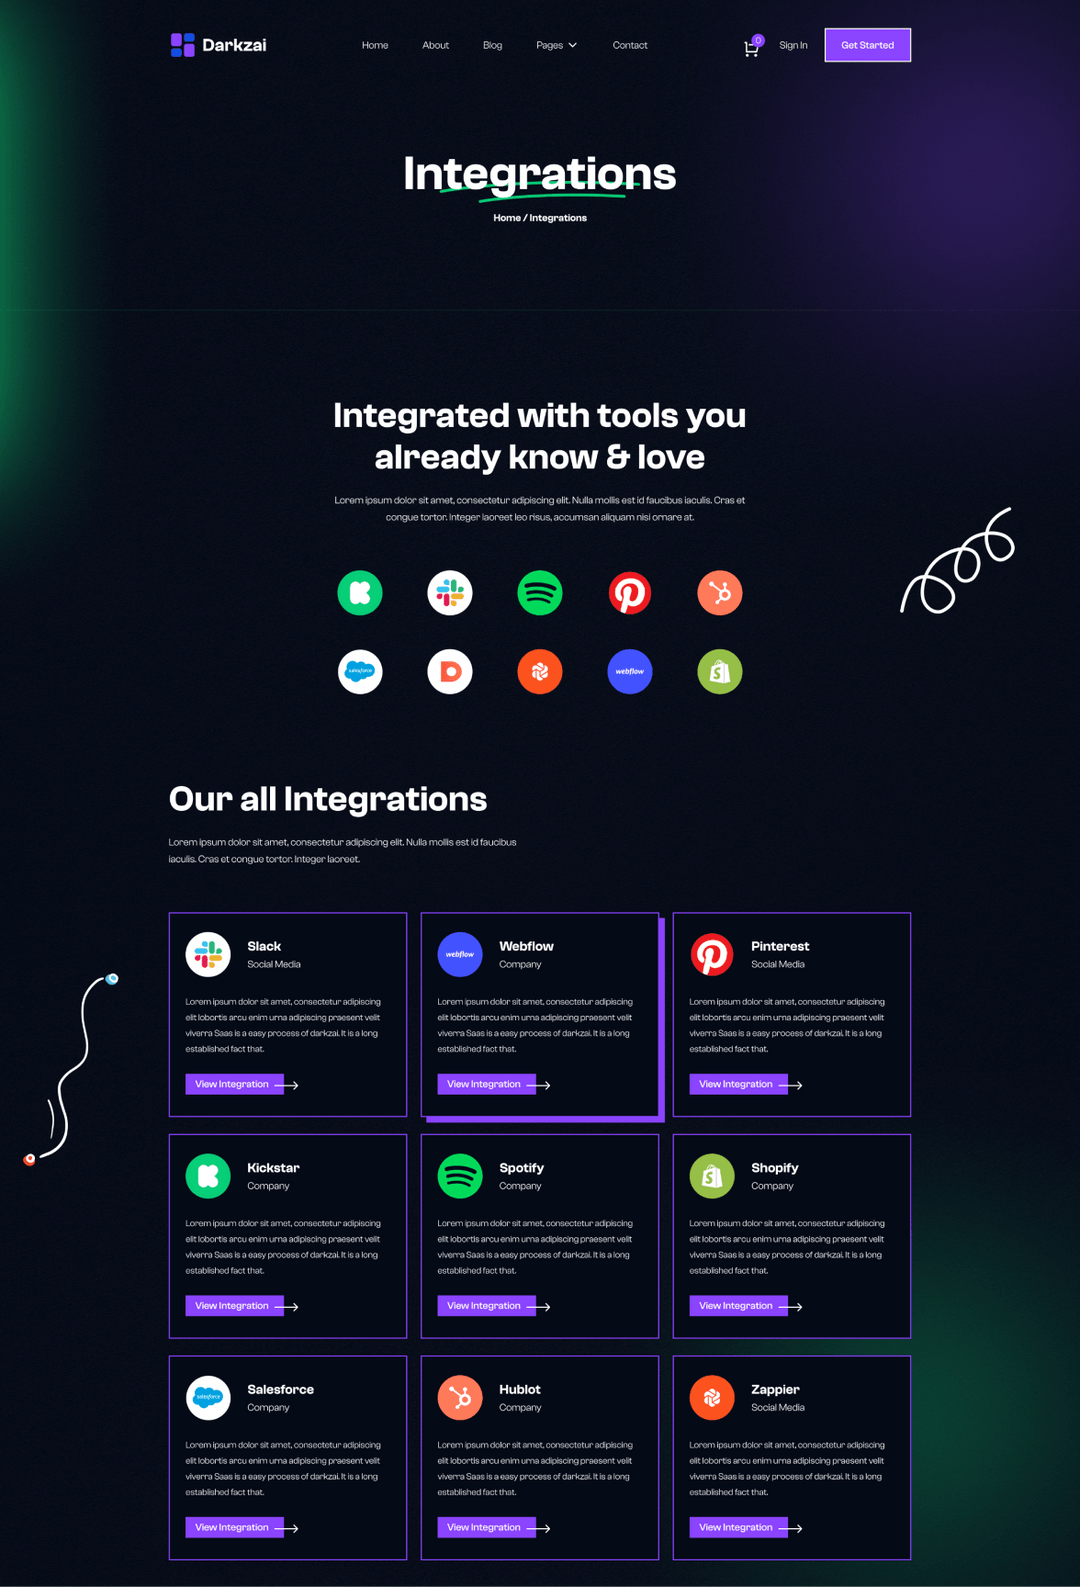 Darkzai
Home About Blog Pages Contact
0
Sign In
Get Started
Integrations
Home / Integrations
Integrated with tools you
already know & love
Lorem ipsum dolor sit amet, consectetur adipiscing elit. Nulla mollis est id faucibus iaculis. Cras et
congue tortor. Integer laoreet leo risus, accumsan aliquam nisi ornare at.
salesforce
webflow
Our all Integrations
Lorem ipsum dolor sit amet, consectetur adipiscing elit. Nulla mollis est id faucibus
iaculis. Cras et congue tortor. Integer laoreet.
Slack
Social Media
Lorem ipsum dolor sit amet, consectetur adipiscing
elit lobortis arcu enim urna adipiscing praesent velit
viverra Saas is a easy process of darkzai. It is a long
established fact that.
View Integration
webflow
Webflow
Company
Lorem ipsum dolor sit amet, consectetur adipiscing
elit lobortis arcu enim urna adipiscing praesent velit
viverra Saas is a easy process of darkzai. It is a long
established fact that.
View Integration
Pinterest
Social Media
Lorem ipsum dolor sit amet, consectetur adipiscing
elit lobortis arcu enim urna adipiscing praesent velit
viverra Saas is a easy process of darkzai. It is a long
established fact that.
View Integration
Kickstar
Company
Lorem ipsum dolor sit amet, consectetur adipiscing
elit lobortis arcu enim urna adipiscing praesent velit
viverra Saas is a easy process of darkzai. It is a long
established fact that.
View Integration
Spotify
Company
Lorem ipsum dolor sit amet, consectetur adipiscing
elit lobortis arcu enim urna adipiscing praesent velit
viverra Saas is a easy process of darkzai. It is a long
established fact that.
View Integration
Shopify
Company
Lorem ipsum dolor sit amet, consectetur adipiscing
elit lobortis arcu enim urna adipiscing praesent velit
viverra Saas is a easy process of darkzai. It is a long
established fact that.
View Integration
salesforce
Salesforce
Company
Lorem ipsum dolor sit amet, consectetur adipiscing
elit lobortis arcu enim urna adipiscing praesent velit
viverra Saas is a easy process of darkzai. It is a long
established fact that.
View Integration
Hublot
Company
Lorem ipsum dolor sit amet, consectetur adipiscing
elit lobortis arcu enim urna adipiscing praesent velit
viverra Saas is a easy process of darkzai. It is a long
established fact that.
View Integration
Zappier
Social Media
Lorem ipsum dolor sit amet, consectetur adipiscing
elit lobortis arcu enim urna adipiscing praesent velit
viverra Saas is a easy process of darkzai. It is a long
established fact that.
View Integration